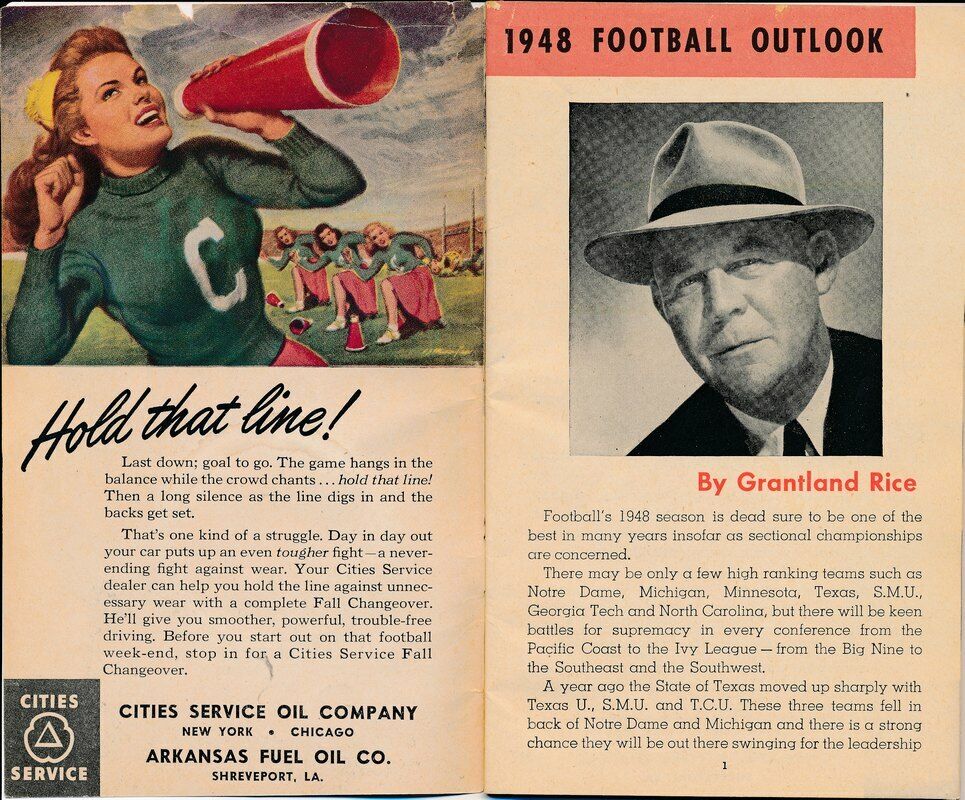 C
Hold that line!
Last down; goal to go. The game hangs in the
balance while the crowd chants ... hold that line!
Then a long silence as the line digs in and the
backs get set.
That's one kind of a struggle. Day in day out
your car puts up an even tougher fight—a never-
ending fight against wear. Your Cities Service
dealer can help you hold the line against unnec-
essary wear with a complete Fall Changeover.
He'll give you smoother, powerful, trouble-free
driving. Before you start out on that football
week-end, stop in for a Cities Service Fall
Changeover.
CITIES
SERVICE
CITIES SERVICE OIL COMPANY
NEW YORK • CHICAGO
ARKANSAS FUEL OIL CO.
SHREVEPORT, LA.
1948 FOOTBALL OUTLOOK
By Grantland Rice
Football's 1948 season is dead sure to be one of the
best in many years insofar as sectional championships
are concerned.
There may be only a few high ranking teams such as
Notre Dame, Michigan, Minnesota, Texas, S.M.U.,
Georgia Tech and North Carolina, but there will be keen
battles for supremacy in every conference from the
Pacific Coast to the Ivy League — from the Big Nine to
the Southeast and the Southwest.
A year ago the State of Texas moved up sharply with
Texas U., S.M.U. and T.C.U. These three teams fell in
back of Notre Dame and Michigan and there is a strong
chance they will be out there swinging for the leadership
1